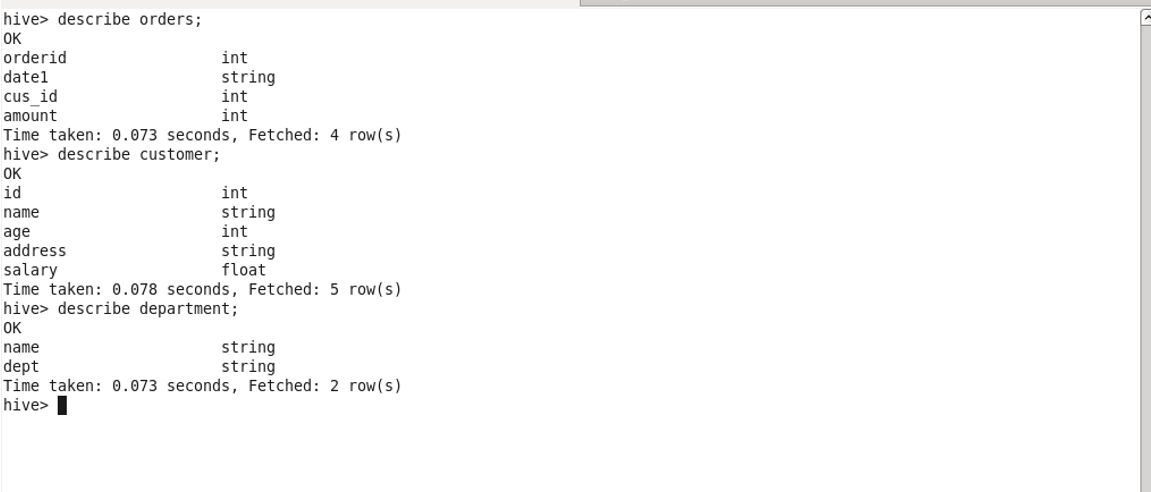 hive> describe orders;
OK
orderid                 int
date1                   string
cus_id                  int
amount                  int
Time taken: 0.073 seconds, Fetched: 4 row(s)
hive> describe customer;
OK
id                      int
name                    string
age                     int
address                 string
salary                  float
Time taken: 0.078 seconds, Fetched: 5 row(s)
hive> describe department;
OK
name                    string
dept                    string
Time taken: 0.073 seconds, Fetched: 2 row(s)
hive>